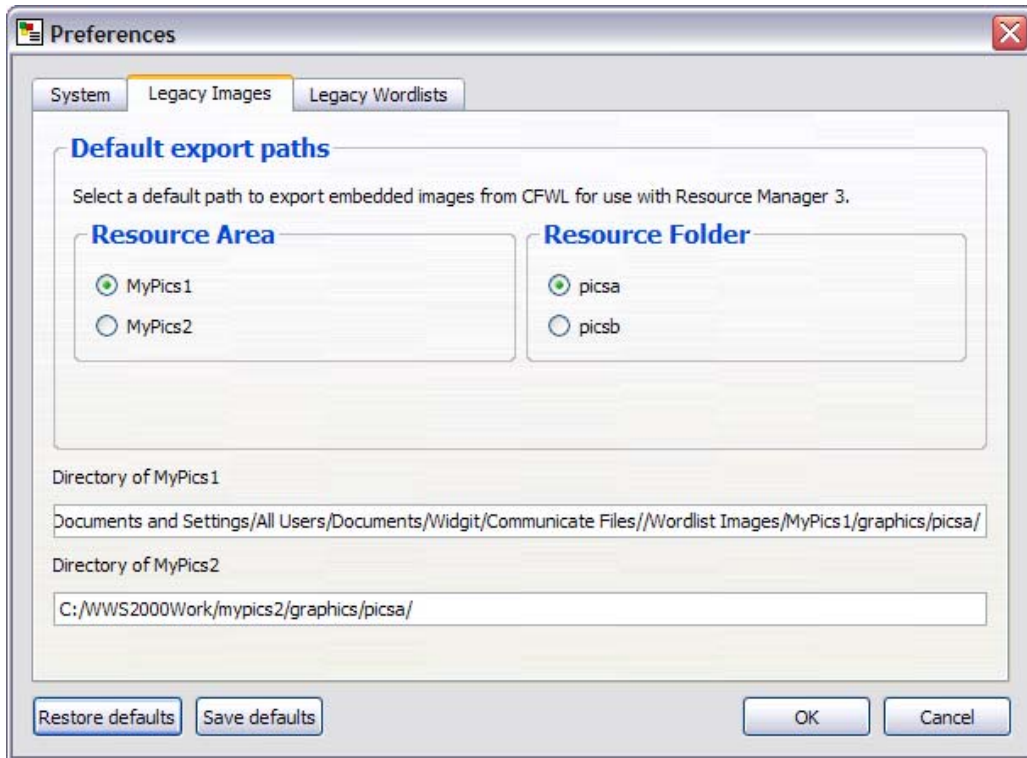 Preferences
System Legacy Images Legacy Wordlists
Default export paths
Select a default path to export embedded images from CFWL for use with Resource Manager 3.
Resource Area
MyPics1
MyPics2
Resource Folder
picsa
picsb
Directory of MyPics1
Documents and Settings/All Users/Documents/Widgit/Communicate Files//Wordlist Images/MyPics1/graphics/picsa/
Directory of MyPics2
C:/WWS2000Work/mypics2/graphics/picsa/
Restore defaults Save defaults OK Cancel